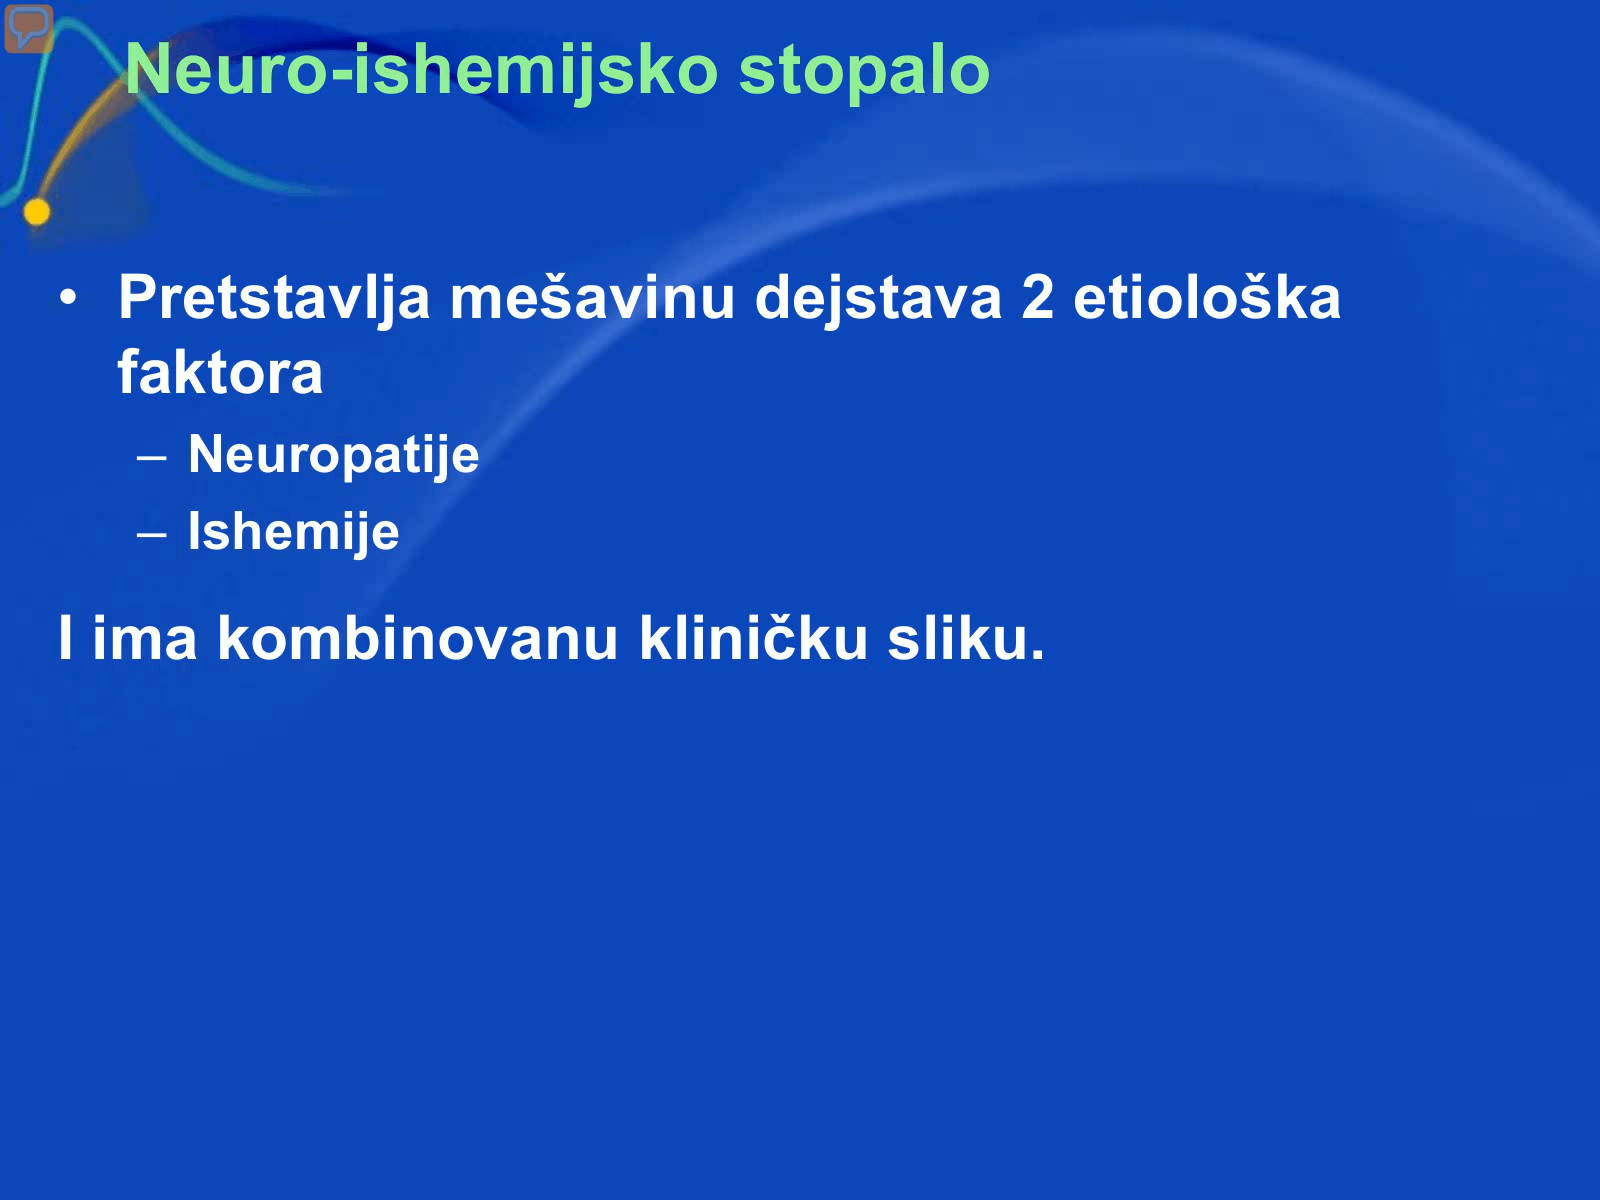 Neuro-ishemijsko stopalo
• Pretstavlja mešavinu dejstava 2 etiološka
faktora
– Neuropatije
– Ishemije
I ima kombinovanu kliničku sliku.